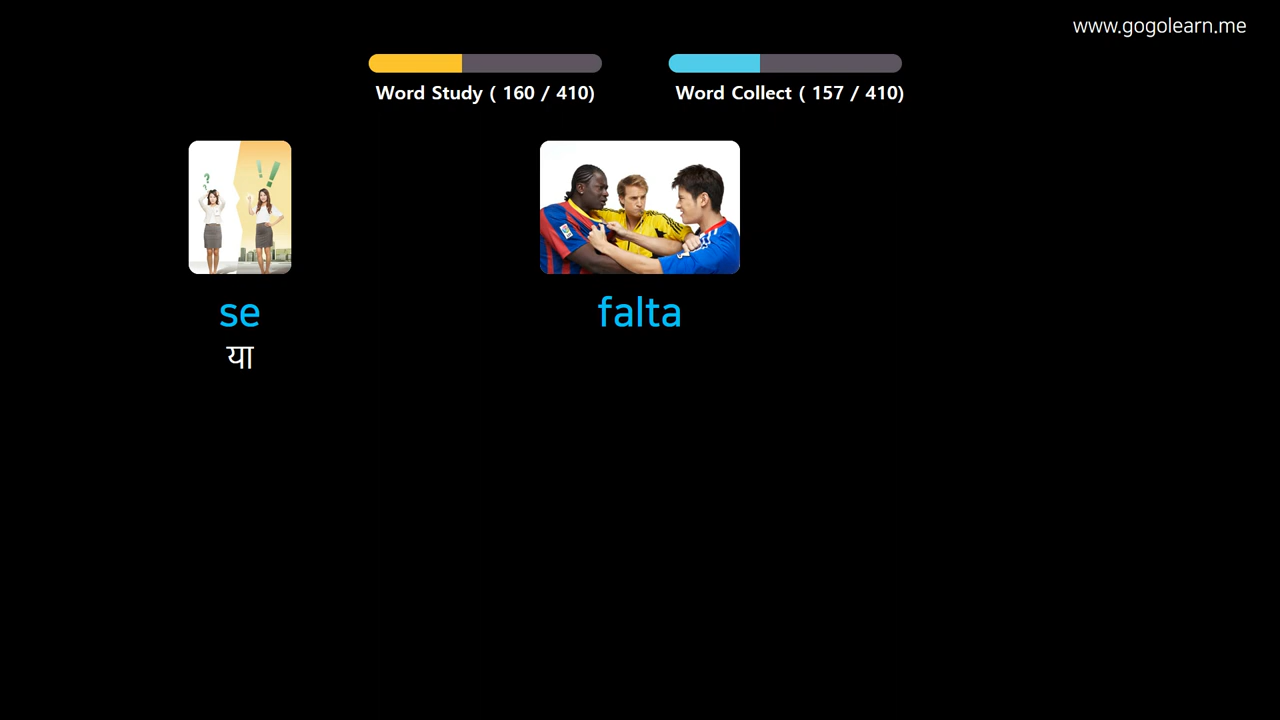 www.gogolearn.me
Word Study ( 160 / 410)
Word Collect ( 157 / 410)
se
falta
या